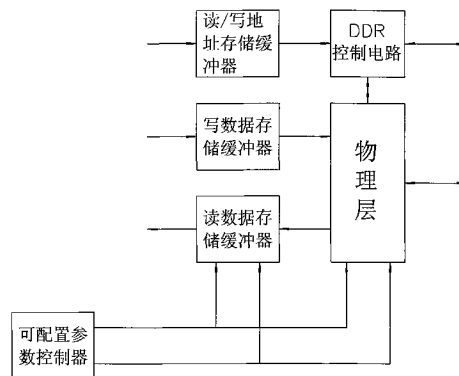 读/写地
址存储缓
冲器
DDR
控制电路
写数据存
储缓冲器
物
理
层
读数据存
储缓冲器
可配置参
数控制器